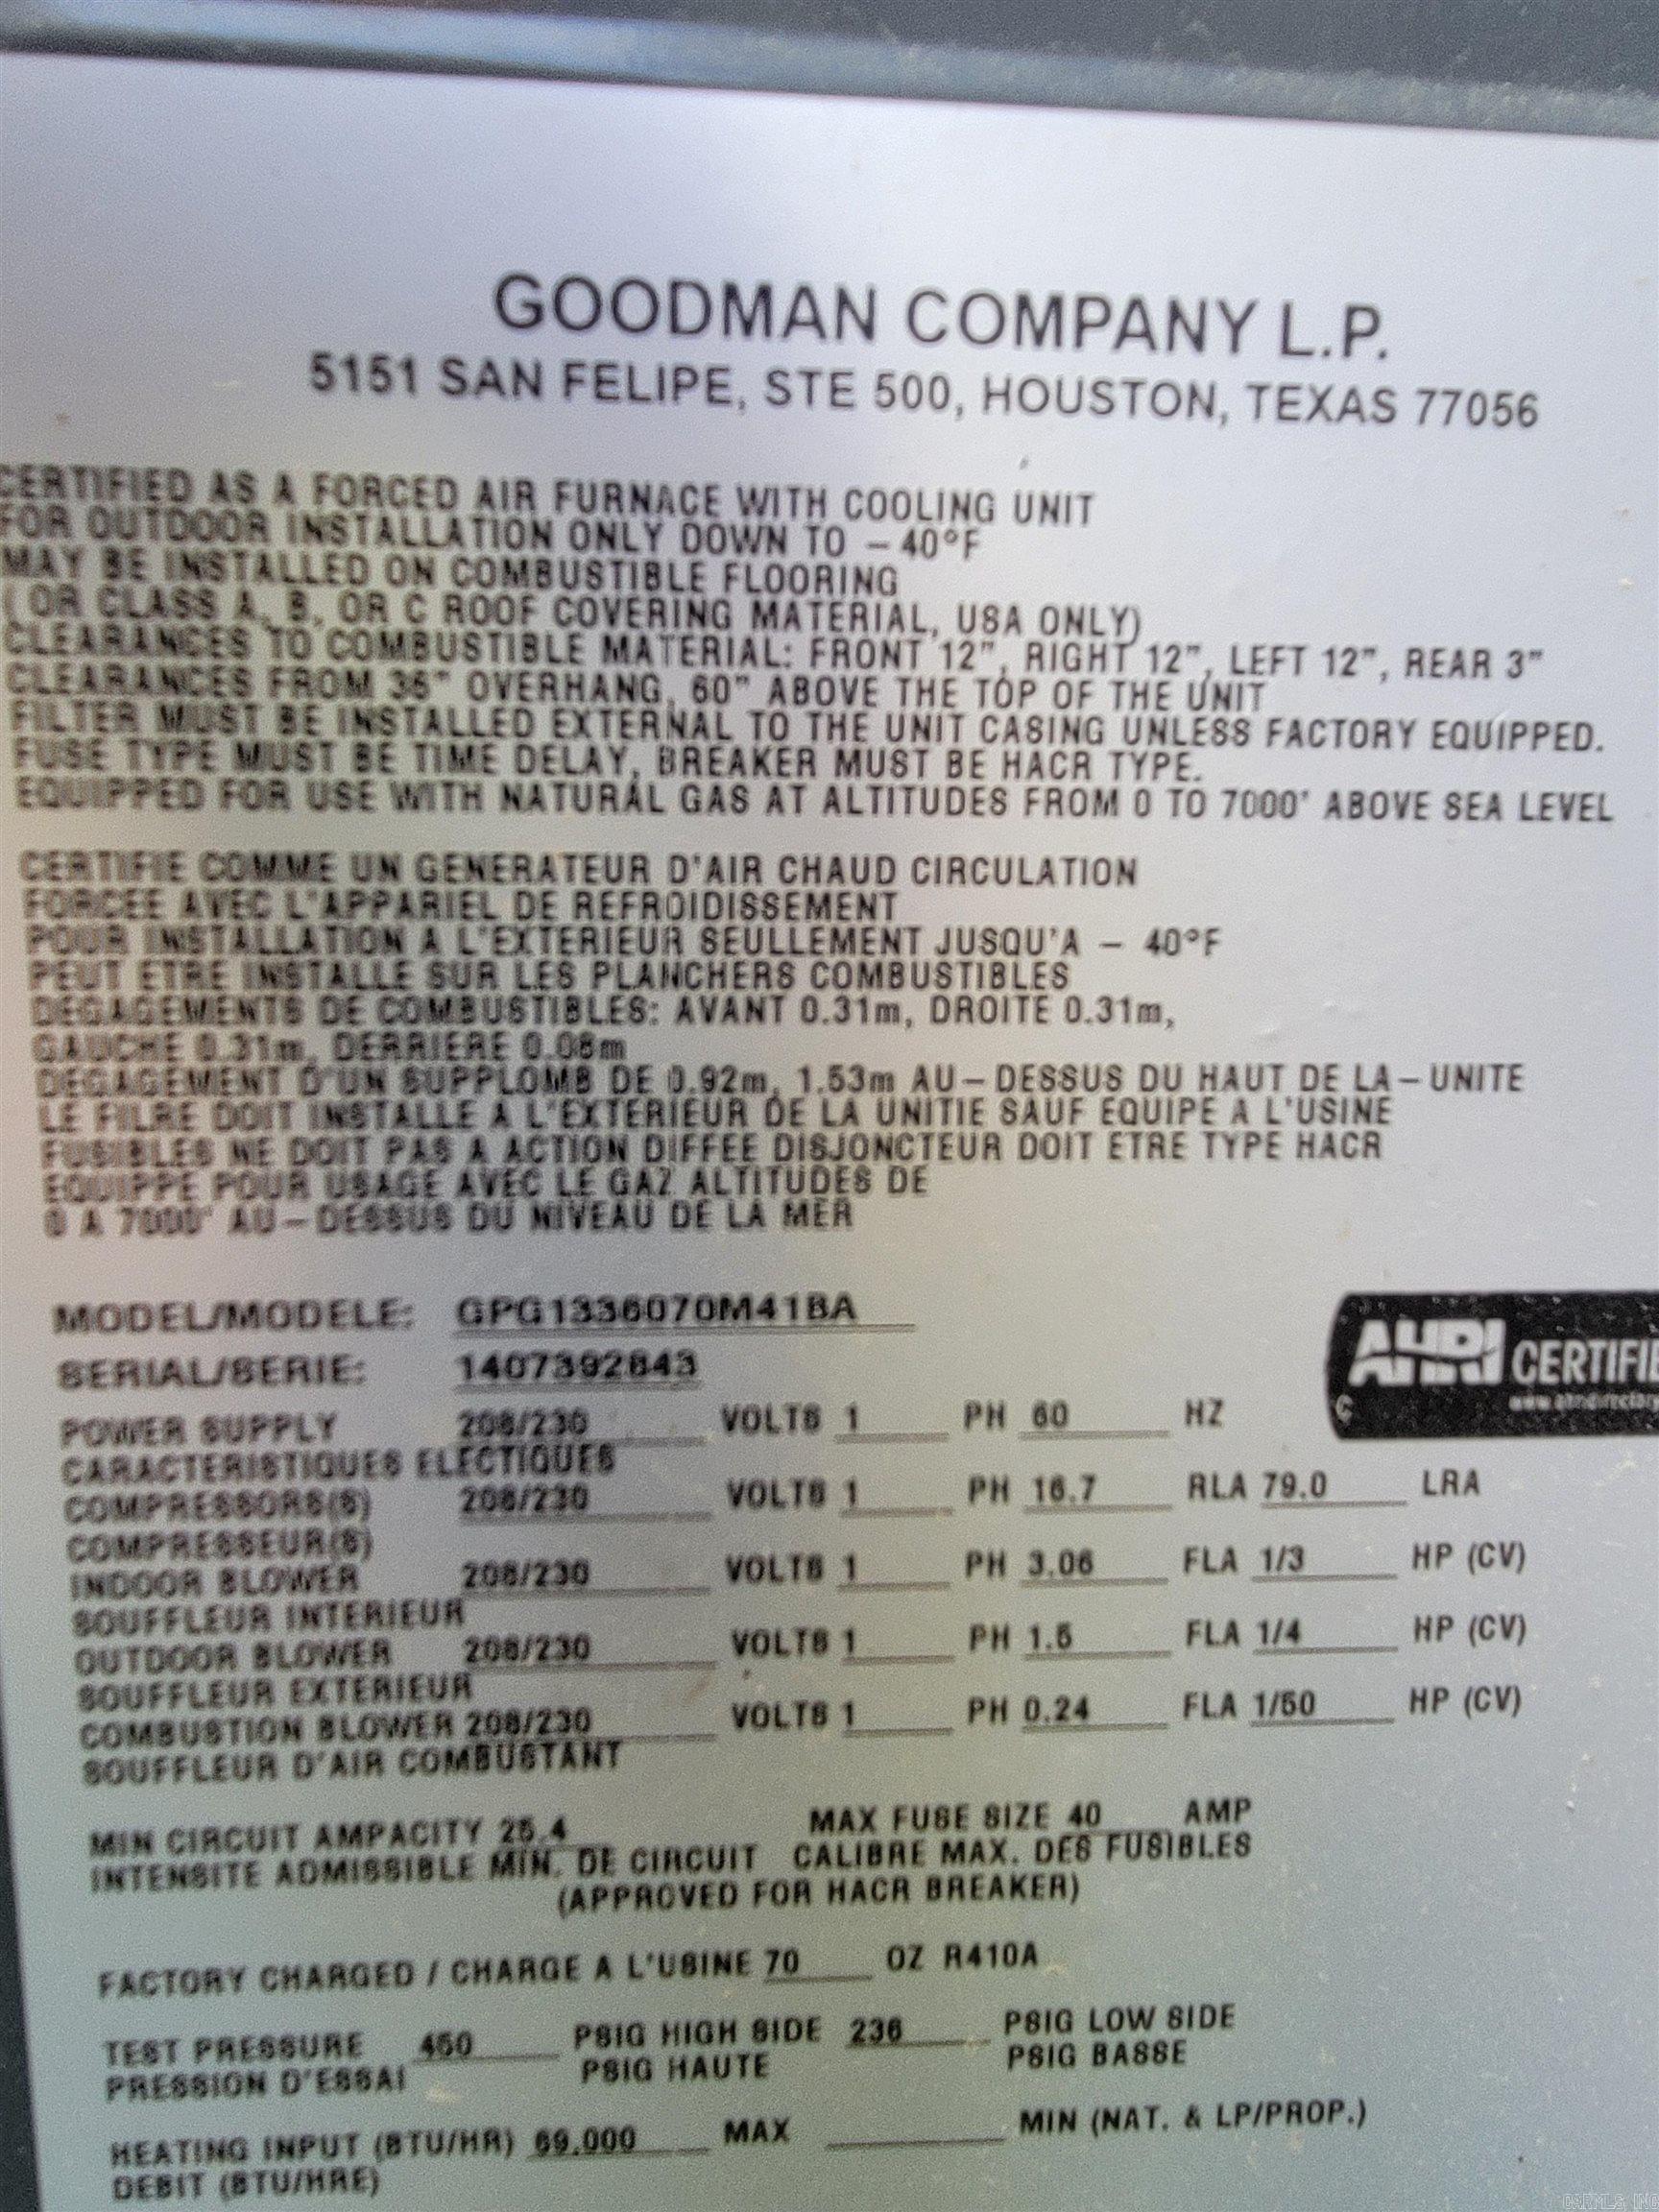 GOODMAN COMPANY L.P.
5151 SAN FELIPE, STE 500, HOUSTON, TEXAS 77056
CERTIFIED AS A FORCED AIR FURNACE WITH COOLING UNIT
FOR OUTDOOR INSTALLATION ONLY DOWN TO – 40°F
MAY BE INSTALLED ON COMBUSTIBLE FLOORING
( OR CLASS A, B, OR C ROOF COVERING MATERIAL, USA ONLY)
CLEARANCES TO COMBUSTIBLE MATERIAL: FRONT 12", RIGHT 12", LEFT 12", REAR 3"
CLEARANCES FROM 36" OVERHANG, 60" ABOVE THE TOP OF THE UNIT
FILTER MUST BE INSTALLED EXTERNAL TO THE UNIT CASING UNLESS FACTORY EQUIPPED.
FUSE TYPE MUST BE TIME DELAY, BREAKER MUST BE HACR TYPE.
EQUIPPED FOR USE WITH NATURAL GAS AT ALTITUDES FROM 0 TO 7000' ABOVE SEA LEVEL
CERTIFIE COMME UN GENERATEUR D'AIR CHAUD CIRCULATION
FORCEE AVEC L'APPARIEL DE REFROIDISSEMENT
POUR INSTALLATION A L'EXTERIEUR SEULLEMENT JUSQU'A – 40°F
PEUT ETRE INSTALLE SUR LES PLANCHERS COMBUSTIBLES
DEGAGEMENTS DE COMBUSTIBLES: AVANT 0.31m, DROITE 0.31m,
GAUCHE 0.31m, DERRIERE 0.08m
DEGAGEMENT D'UN SUPPLOMB DE 0.92m, 1.53m AU – DESSUS DU HAUT DE LA – UNITE
LE FILRE DOIT INSTALLE A L'EXTERIEUR DE LA UNITIE SAUF EQUIPE A L'USINE
FUSIBLES NE DOIT PAS A ACTION DIFFEE DISJONCTEUR DOIT ETRE TYPE HACR
EQUIPPE POUR USAGE AVEC LE GAZ ALTITUDES DE
0 A 7000' AU – DESSUS DU NIVEAU DE LA MER
MODEL/MODELE: GPG1336070M41BA
AHRI CERTIFIE
SERIAL/SERIE: 1407392843
POWER SUPPLY 208/230 VOLTS 1 PH 60 HZ
CARACTERISTIQUES ELECTIQUES
COMPRESSORS(S) 208/230 VOLTS 1 PH 16.7 RLA 79.0 LRA
COMPRESSEUR(S)
INDOOR BLOWER 208/230 VOLTS 1 PH 3.06 FLA 1/3 HP (CV)
SOUFFLEUR INTERIEUR
OUTDOOR BLOWER 208/230 VOLTS 1 PH 1.5 FLA 1/4 HP (CV)
SOUFFLEUR EXTERIEUR
COMBUSTION BLOWER 208/230 VOLTS 1 PH 0.24 FLA 1/50 HP (CV)
SOUFFLEUR D'AIR COMBUSTANT
MIN CIRCUIT AMPACITY 25.4 MAX FUSE SIZE 40 AMP
INTENSITE ADMISSIBLE MIN. DE CIRCUIT CALIBRE MAX. DES FUSIBLES
(APPROVED FOR HACR BREAKER)
FACTORY CHARGED / CHARGE A L'USINE 70 OZ R410A
TEST PRESSURE 450 PSIG HIGH SIDE 236 PSIG LOW SIDE
PRESSION D'ESSAI PSIG HAUTE PSIG BASSE
HEATING INPUT (BTU/HR) 69,000 MAX MIN (NAT. & LP/PROP.)
DEBIT (BTU/HRE)